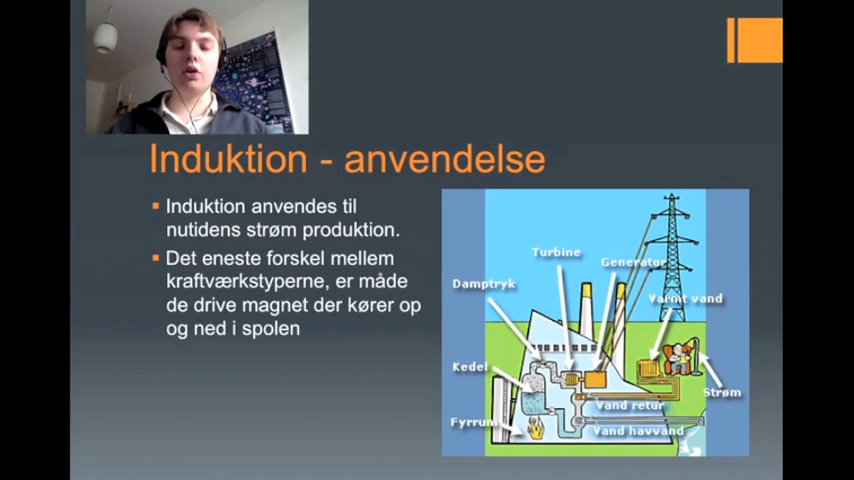 Induktion - anvendelse
Induktion anvendes til
nutidens strøm produktion.
Det eneste forskel mellem
kraftværkstyperne, er måde
de drive magnet der kører op
og ned i spolen
Turbine
Generator
Damptryk
Varmt vand
Kedel
Strøm
Vand retur
Fyrrum
Vand havvand